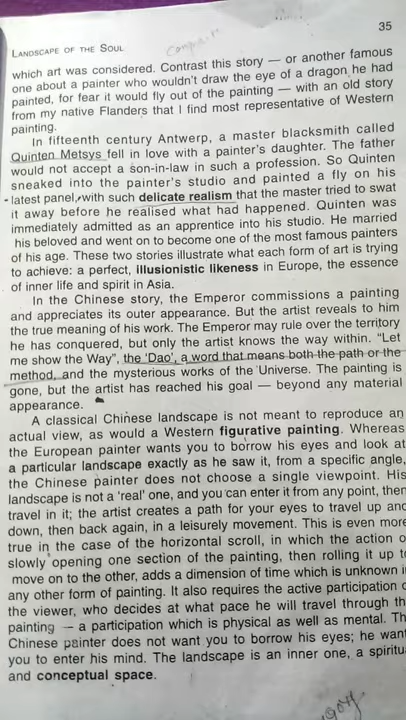 35
LANDSCAPE OF THE SOUL
which art was considered. Contrast this story — or another famous
one about a painter who wouldn't draw the eye of a dragon he had
painted, for fear it would fly out of the painting — with an old story
from my native Flanders that I find most representative of Western
painting.
In fifteenth century Antwerp, a master blacksmith called
Quinten Metsys fell in love with a painter's daughter. The father
would not accept a son-in-law in such a profession. So Quinten
sneaked into the painter's studio and painted a fly on his
latest panel, with such delicate realism that the master tried to swat
it away before he realised what had happened. Quinten was
immediately admitted as an apprentice into his studio. He married
his beloved and went on to become one of the most famous painters
of his age. These two stories illustrate what each form of art is trying
to achieve: a perfect, illusionistic likeness in Europe, the essence
of inner life and spirit in Asia.
In the Chinese story, the Emperor commissions a painting
and appreciates its outer appearance. But the artist reveals to him
the true meaning of his work. The Emperor may rule over the territory
he has conquered, but only the artist knows the way within. "Let
me show the Way", the 'Dao', a word that means both the path or the
method, and the mysterious works of the Universe. The painting is
gone, but the artist has reached his goal — beyond any material
appearance.
A classical Chinese landscape is not meant to reproduce an
actual view, as would a Western figurative painting. Whereas
the European painter wants you to borrow his eyes and look at
a particular landscape exactly as he saw it, from a specific angle,
the Chinese painter does not choose a single viewpoint. His
landscape is not a 'real' one, and you can enter it from any point, then
travel in it; the artist creates a path for your eyes to travel up and
down, then back again, in a leisurely movement. This is even more
true in the case of the horizontal scroll, in which the action o
slowly opening one section of the painting, then rolling it up t
move on to the other, adds a dimension of time which is unknown i
any other form of painting. It also requires the active participation o
the viewer, who decides at what pace he will travel through th
painting — a participation which is physical as well as mental. Th
Chinese painter does not want you to borrow his eyes; he want
you to enter his mind. The landscape is an inner one, a spiritu
and conceptual space.